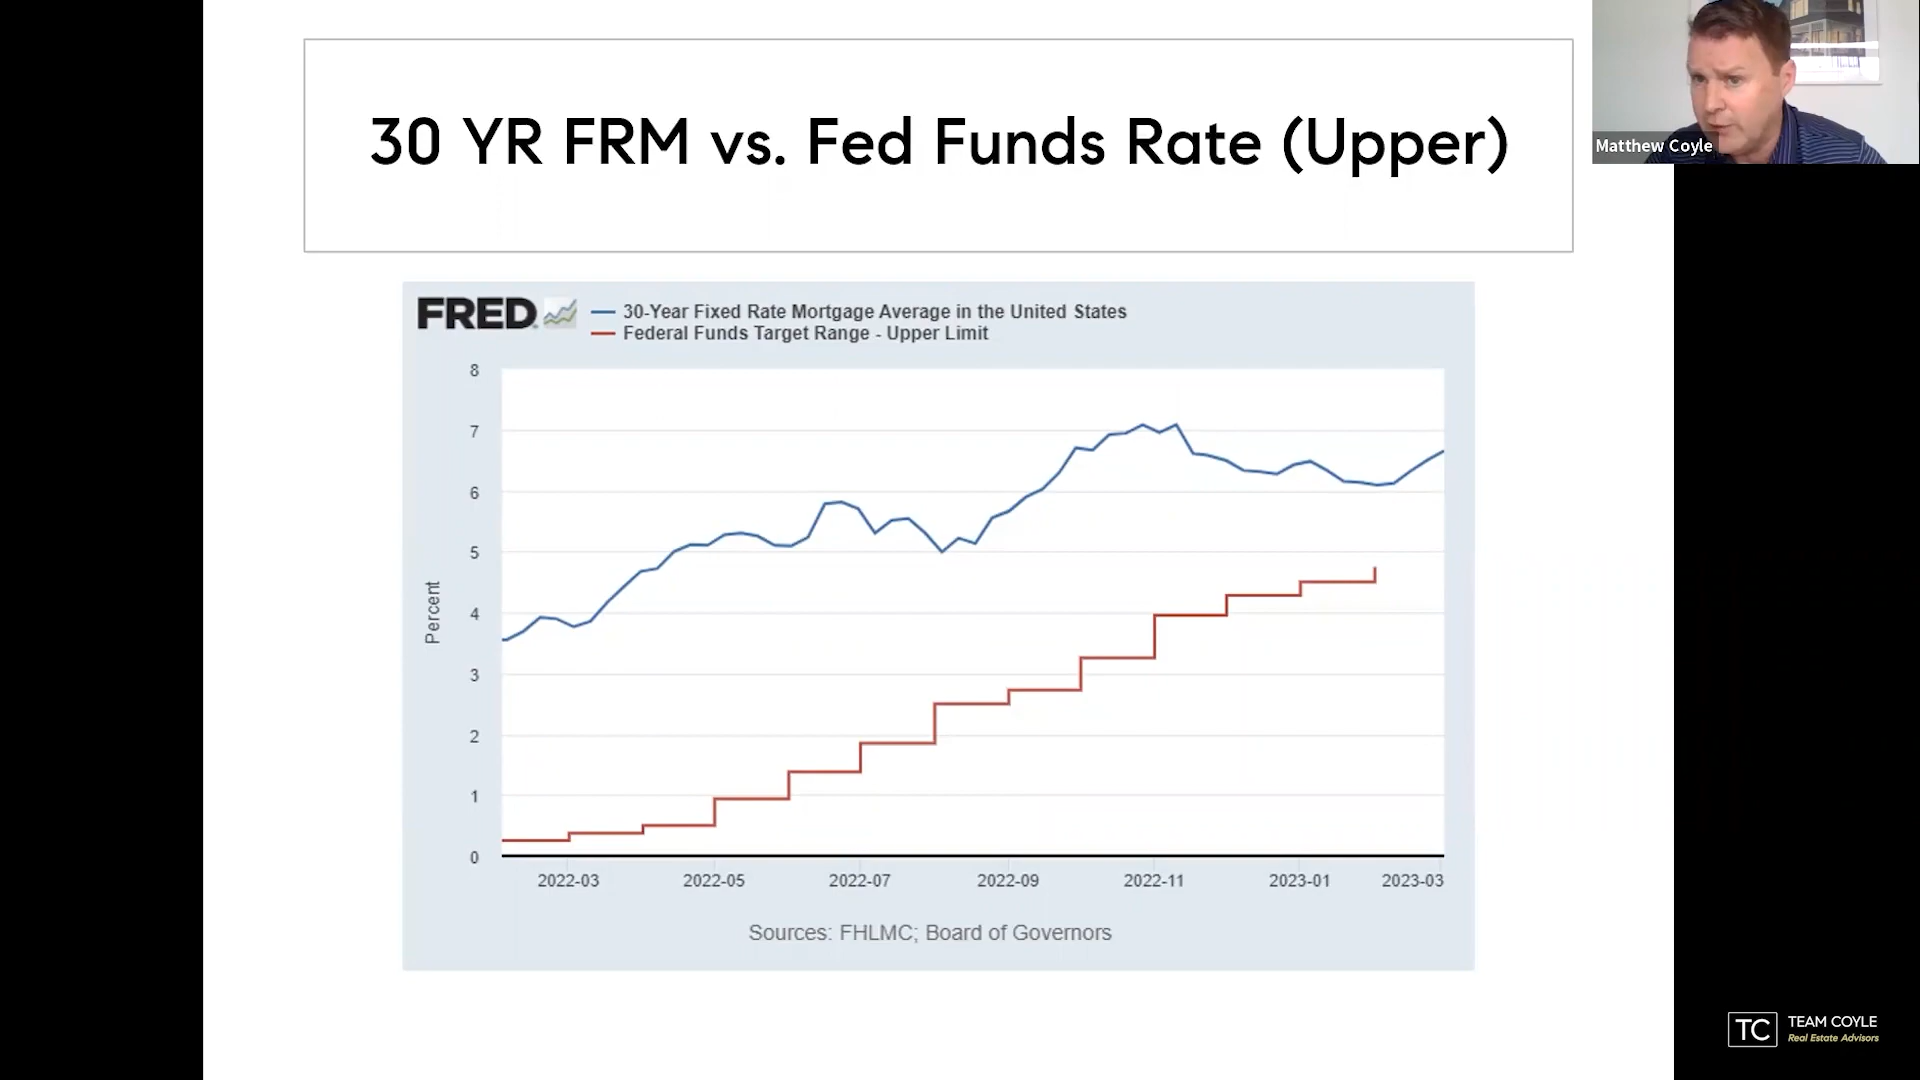 30 YR FRM vs. Fed Funds Rate (Upper)
Matthew Coyle
FRED
30-Year Fixed Rate Mortgage Average in the United States
Federal Funds Target Range - Upper Limit
8
7
6
5
4
3
2
1
0
Percent
2022-03 2022-05 2022-07 2022-09 2022-11 2023-01 2023-03
Sources: FHLMC; Board of Governors
TC
TEAM COYLE
Real Estate Advisors